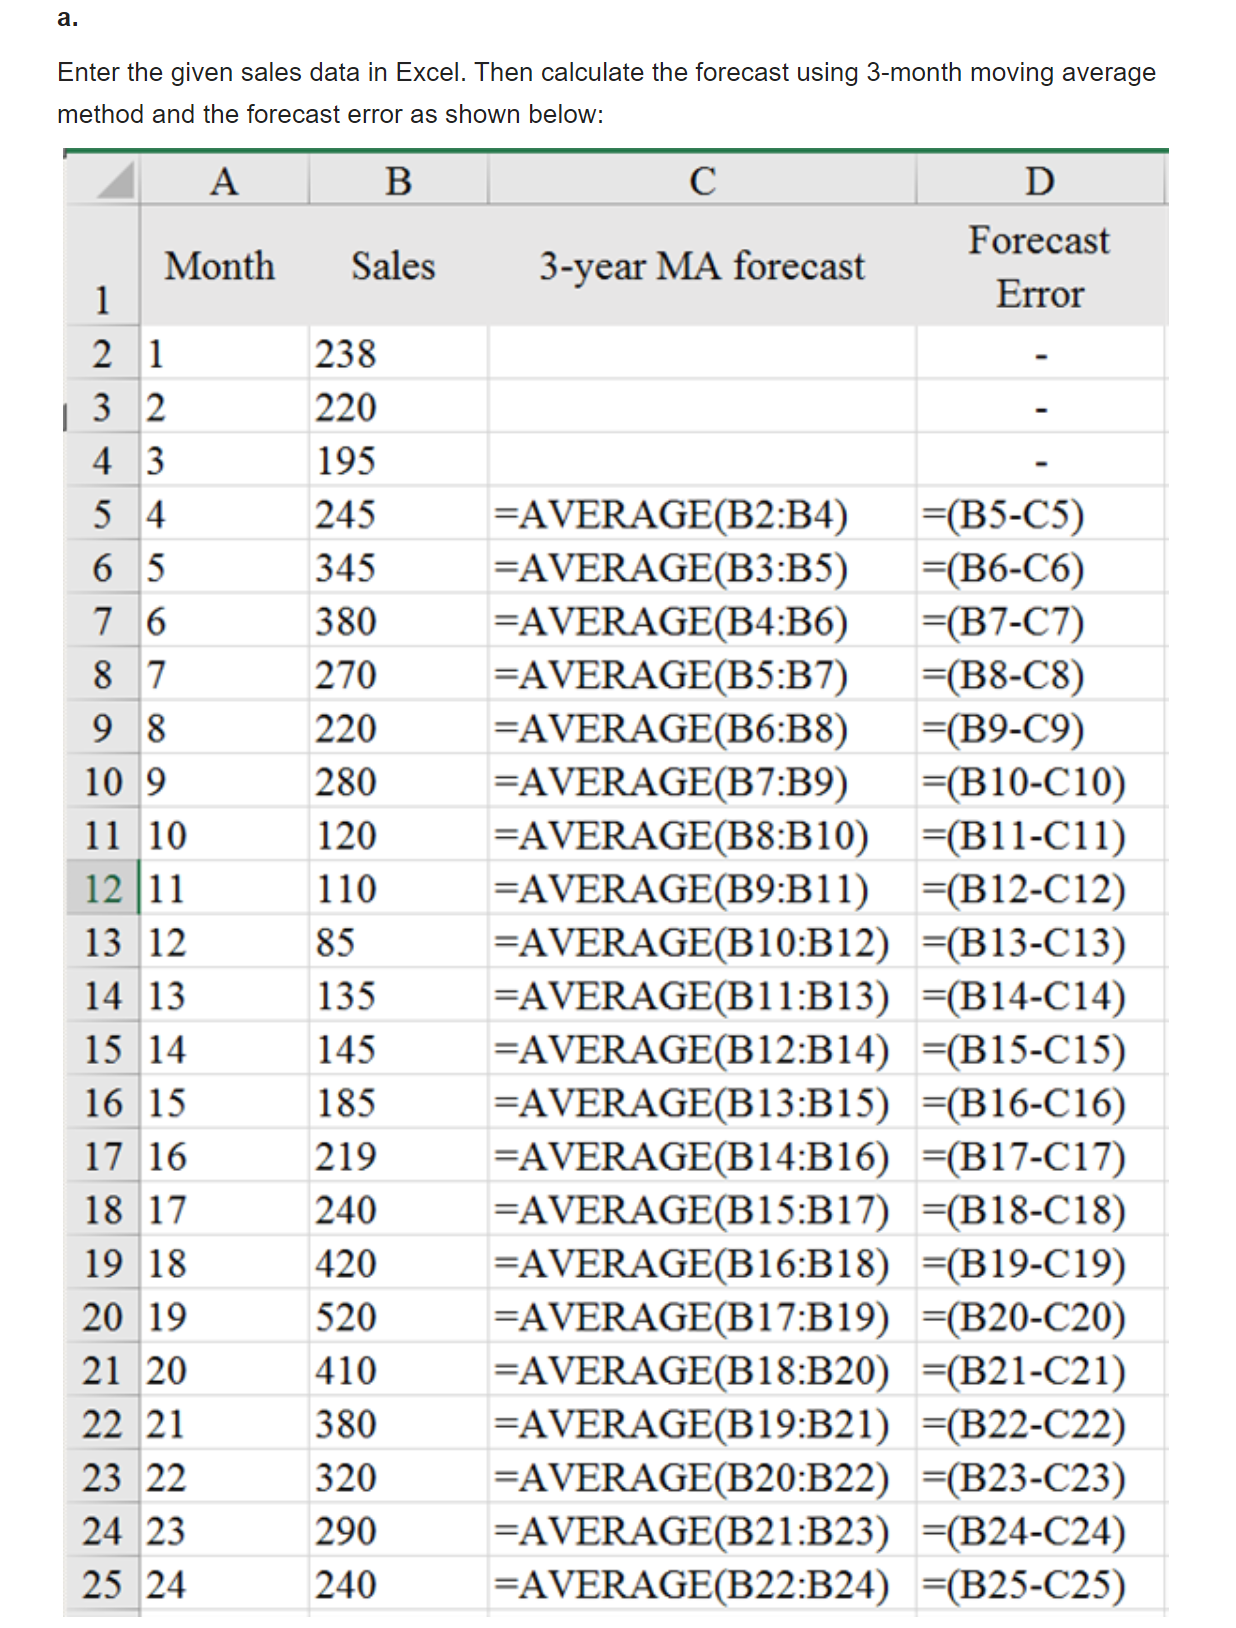 a.
Enter the given sales data in Excel. Then calculate the forecast using 3-month moving average
method and the forecast error as shown below:
A B C D
1 Month Sales 3-year MA forecast Forecast Error
2 1 238 -
3 2 220 -
4 3 195 -
5 4 245 =AVERAGE(B2:B4) =(B5-C5)
6 5 345 =AVERAGE(B3:B5) =(B6-C6)
7 6 380 =AVERAGE(B4:B6) =(B7-C7)
8 7 270 =AVERAGE(B5:B7) =(B8-C8)
9 8 220 =AVERAGE(B6:B8) =(B9-C9)
10 9 280 =AVERAGE(B7:B9) =(B10-C10)
11 10 120 =AVERAGE(B8:B10) =(B11-C11)
12 11 110 =AVERAGE(B9:B11) =(B12-C12)
13 12 85 =AVERAGE(B10:B12) =(B13-C13)
14 13 135 =AVERAGE(B11:B13) =(B14-C14)
15 14 145 =AVERAGE(B12:B14) =(B15-C15)
16 15 185 =AVERAGE(B13:B15) =(B16-C16)
17 16 219 =AVERAGE(B14:B16) =(B17-C17)
18 17 240 =AVERAGE(B15:B17) =(B18-C18)
19 18 420 =AVERAGE(B16:B18) =(B19-C19)
20 19 520 =AVERAGE(B17:B19) =(B20-C20)
21 20 410 =AVERAGE(B18:B20) =(B21-C21)
22 21 380 =AVERAGE(B19:B21) =(B22-C22)
23 22 320 =AVERAGE(B20:B22) =(B23-C23)
24 23 290 =AVERAGE(B21:B23) =(B24-C24)
25 24 240 =AVERAGE(B22:B24) =(B25-C25)